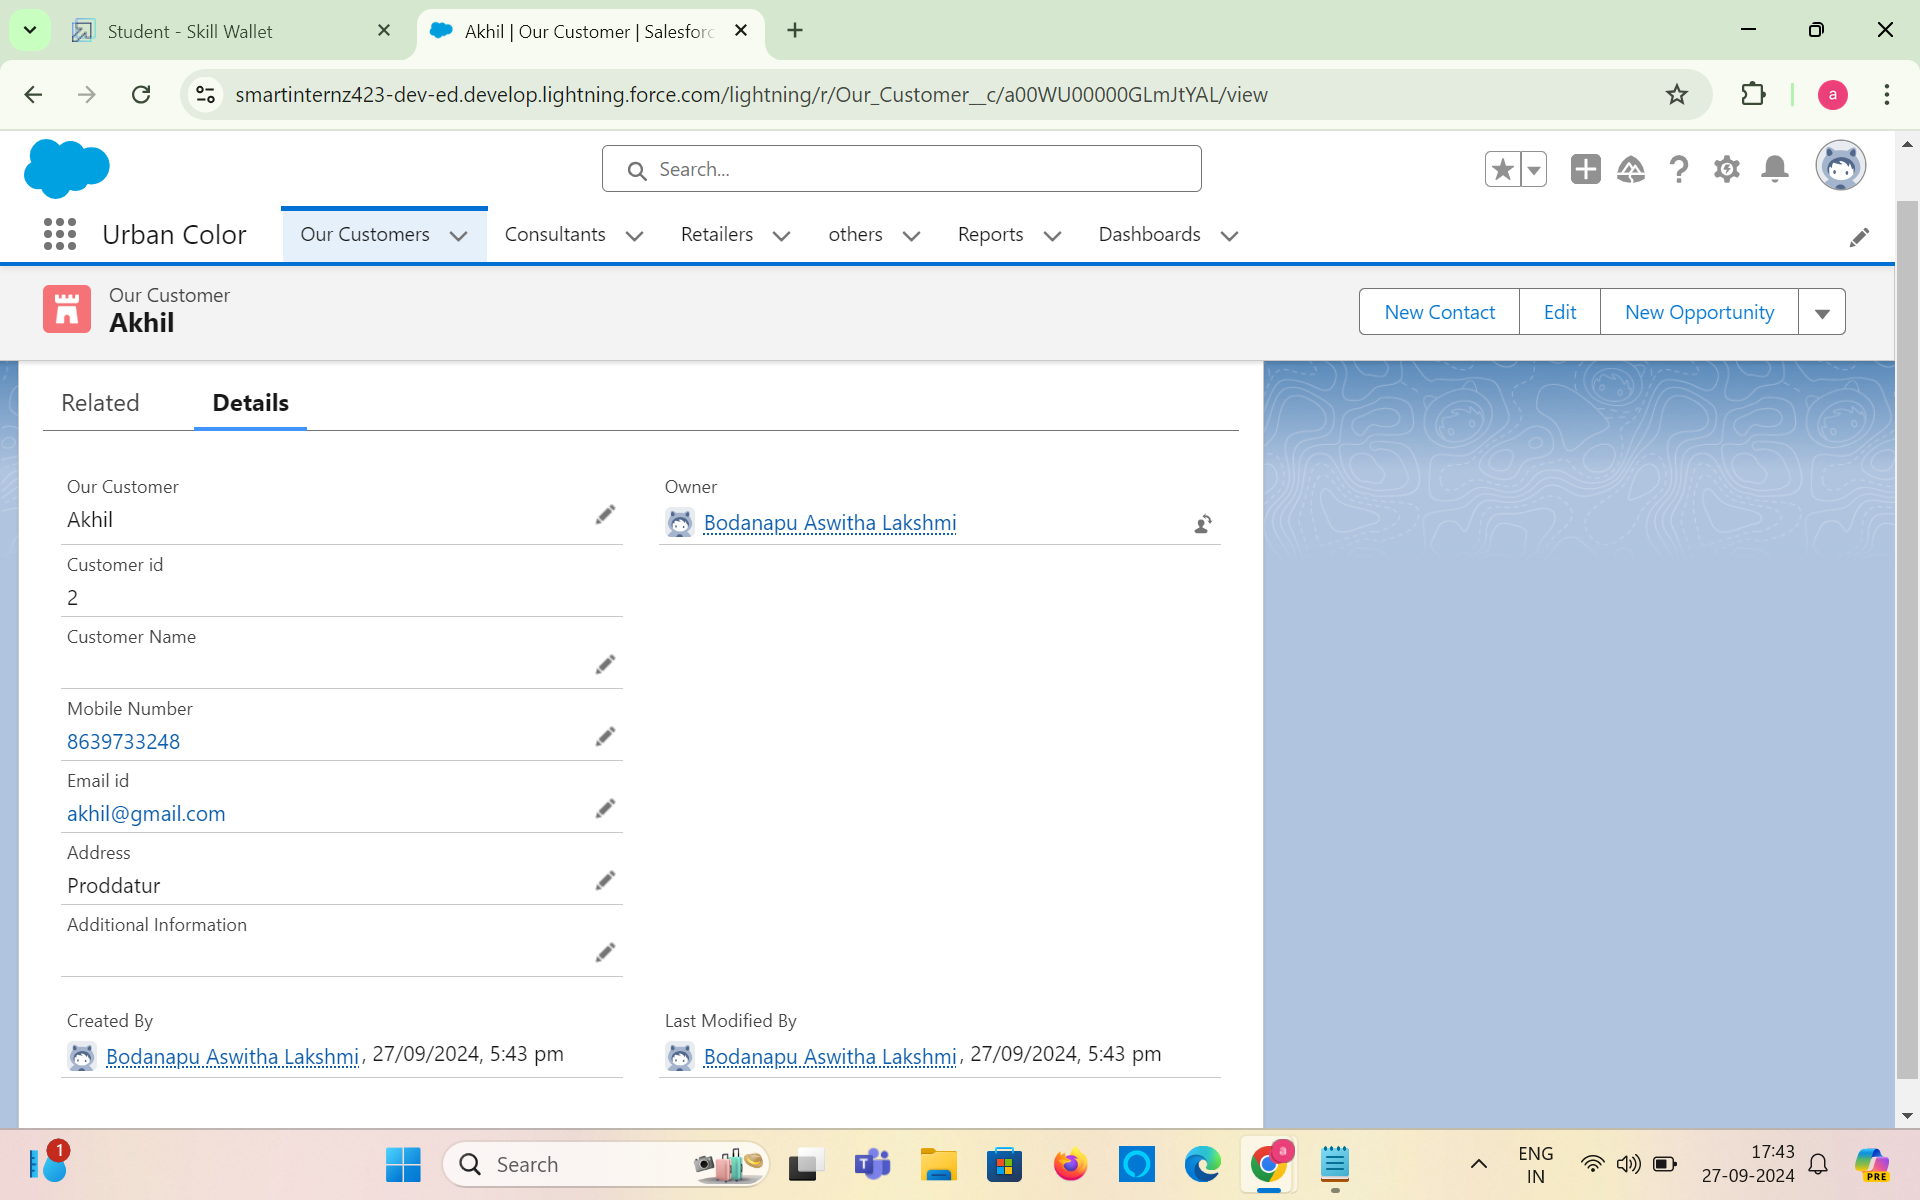 Student - Skill Wallet
Akhil | Our Customer | Salesforc
smartinternz423-dev-ed.develop.lightning.force.com/lightning/r/Our_Customer__c/a00WU00000GLmJtYAL/view
a
Search...
Urban Color
Our Customers
Consultants
Retailers
others
Reports
Dashboards
Our Customer
Akhil
New Contact
Edit
New Opportunity
Related
Details
Our Customer
Akhil
Owner
Bodanapu Aswitha Lakshmi
Customer id
2
Customer Name
Mobile Number
8639733248
Email id
akhil@gmail.com
Address
Proddatur
Additional Information
Created By
Bodanapu Aswitha Lakshmi, 27/09/2024, 5:43 pm
Last Modified By
Bodanapu Aswitha Lakshmi, 27/09/2024, 5:43 pm
1
Search
a
ENG
IN
17:43
27-09-2024
PRE